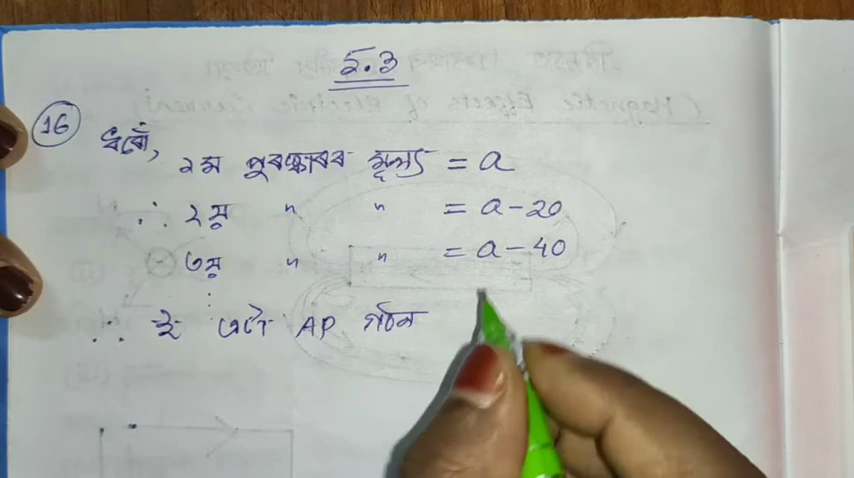 5.3
16 ধৰোঁ,
১ম পুৰস্কাৰৰ মূল্য = a
∴ ২য় " " = a - 20
৩য় " " = a - 40
⋮
∴ ই এটা AP গঠন